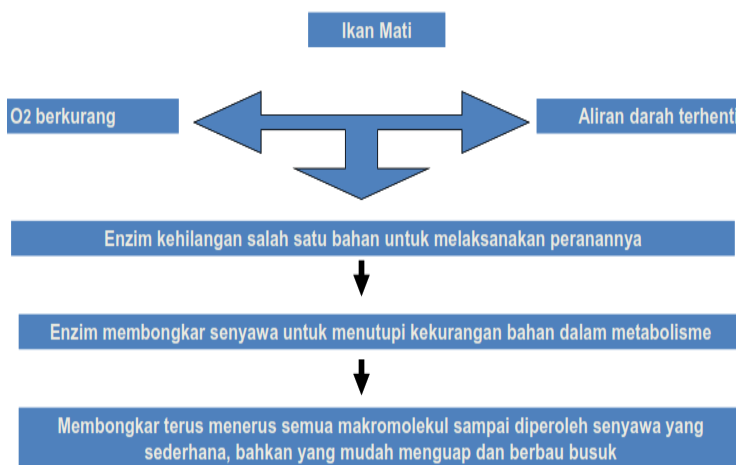 Ikan Mati
O2 berkurang
Aliran darah terhenti
Enzim kehilangan salah satu bahan untuk melaksanakan peranannya
Enzim membongkar senyawa untuk menutupi kekurangan bahan dalam metabolisme
Membongkar terus menerus semua makromolekul sampai diperoleh senyawa yang
sederhana, bahkan yang mudah menguap dan berbau busuk